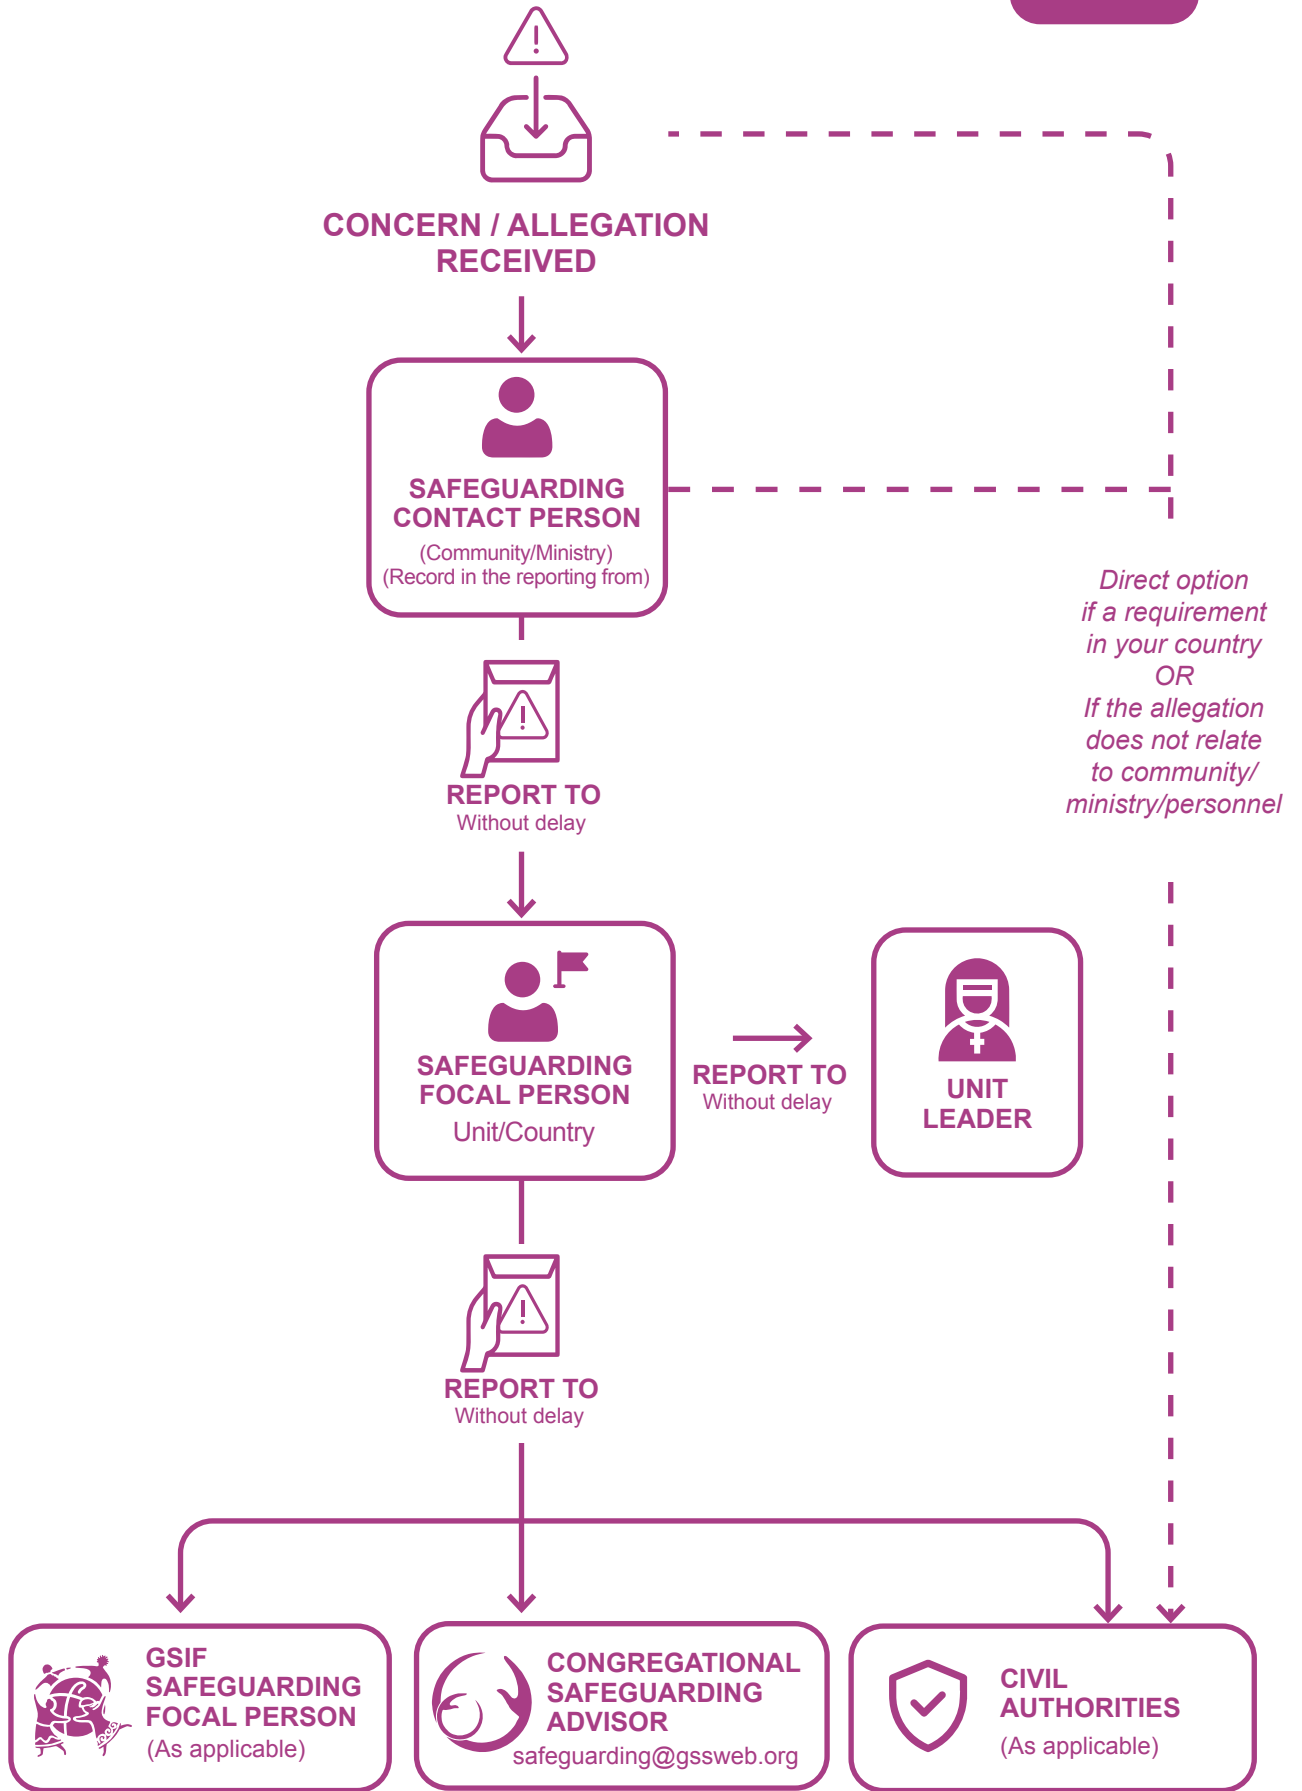 CONCERN / ALLEGATION
RECEIVED
SAFEGUARDING
CONTACT PERSON
(Community/Ministry)
(Record in the reporting from)
Direct option
if a requirement
in your country
OR
If the allegation
does not relate
to community/
ministry/personnel
REPORT TO
Without delay
SAFEGUARDING
FOCAL PERSON
Unit/Country
REPORT TO
Without delay
UNIT
LEADER
REPORT TO
Without delay
GSIF
SAFEGUARDING
FOCAL PERSON
(As applicable)
CONGREGATIONAL
SAFEGUARDING
ADVISOR
safeguarding@gssweb.org
CIVIL
AUTHORITIES
(As applicable)